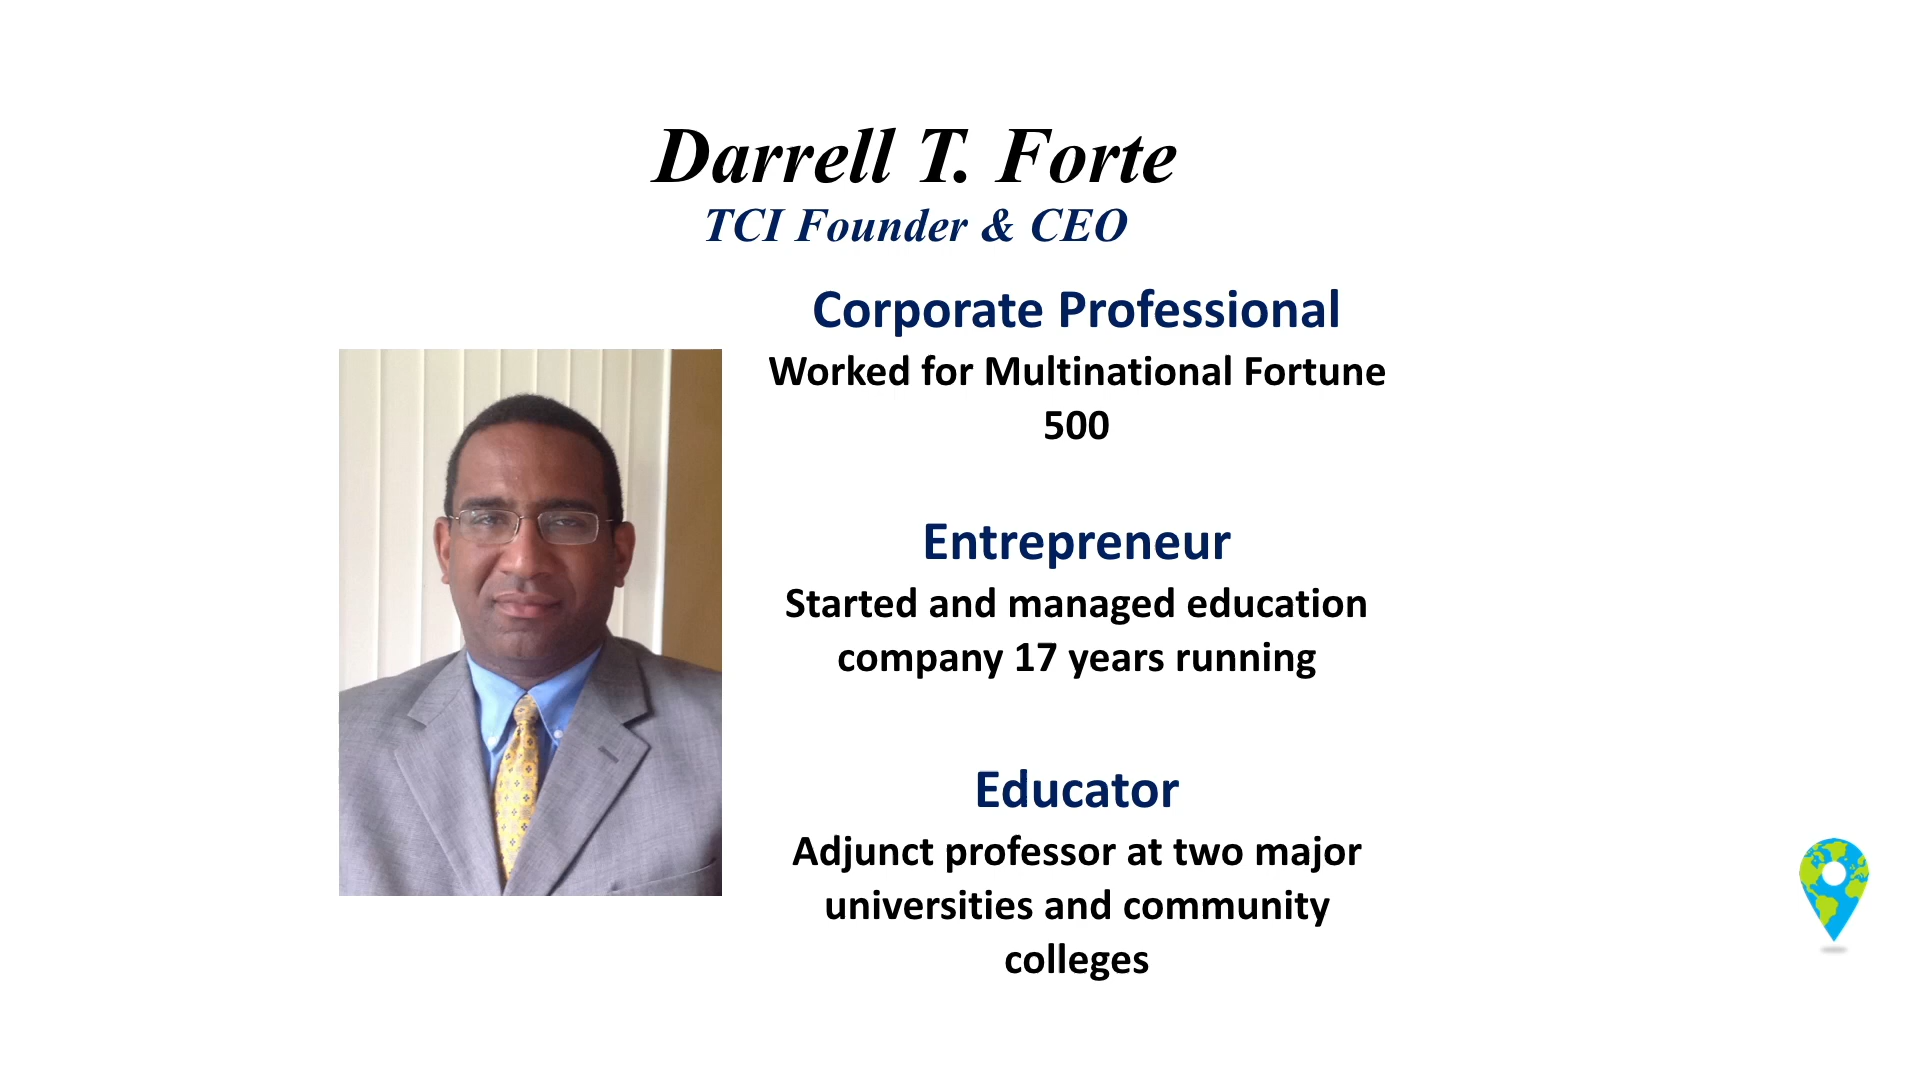 Darrell T. Forte
TCI Founder & CEO
Corporate Professional
Worked for Multinational Fortune
500
Entrepreneur
Started and managed education
company 17 years running
Educator
Adjunct professor at two major
universities and community
colleges